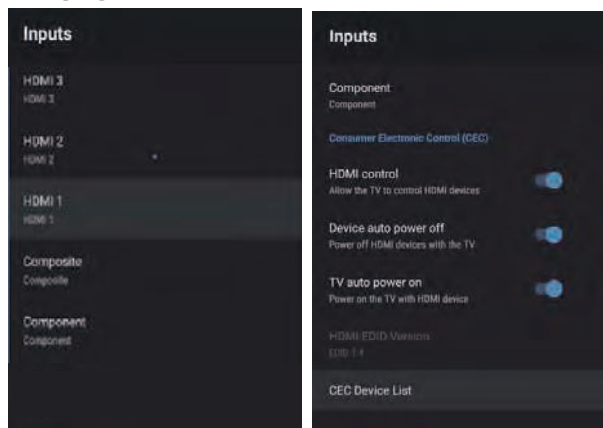 Inputs
HDMI 3
HDMI 3
HDMI 2
HDMI 2
HDMI 1
HDMI 1
Composite
Composite
Component
Component
Inputs
Component
Component
Consumer Electronic Control (CEC)
HDMI control
Allow the TV to control HDMI devices
Device auto power off
Power off HDMI devices with the TV
TV auto power on
Power on the TV with HDMI device
HDMI EDID Version
EDID 1.4
CEC Device List